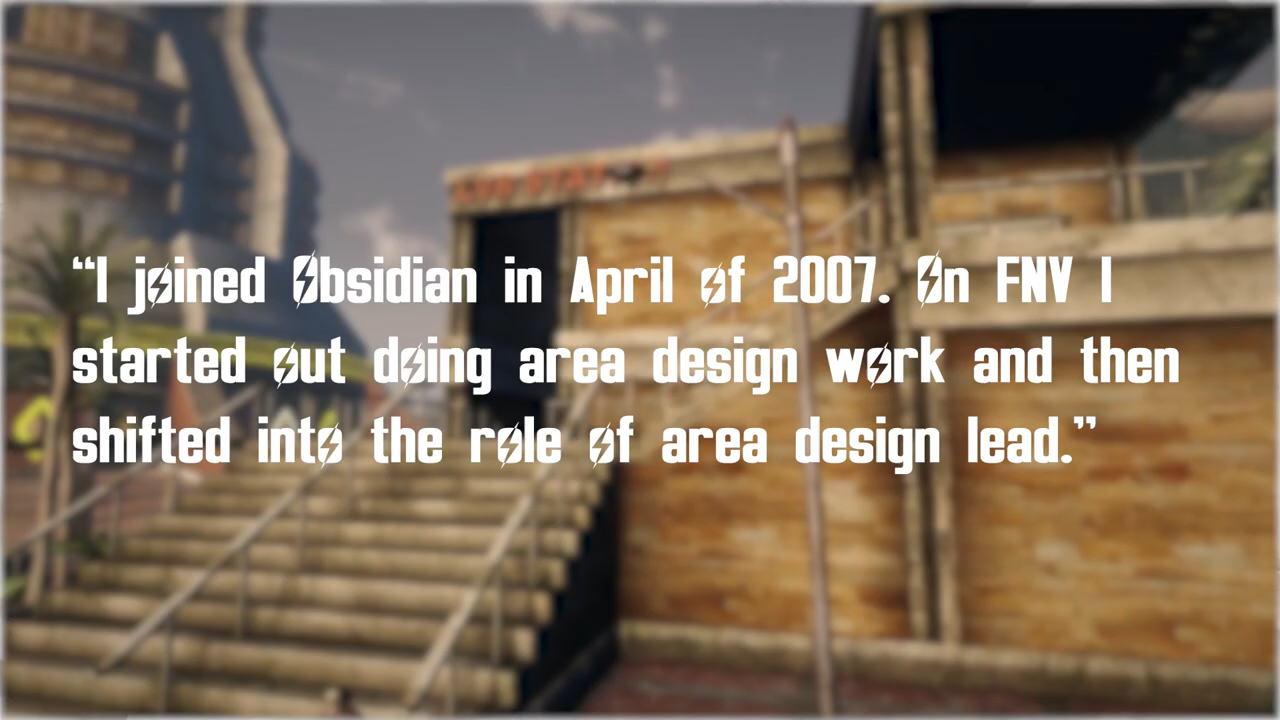 “I joined Obsidian in April of 2007. On FNV I
started out doing area design work and then
shifted into the role of area design lead.”